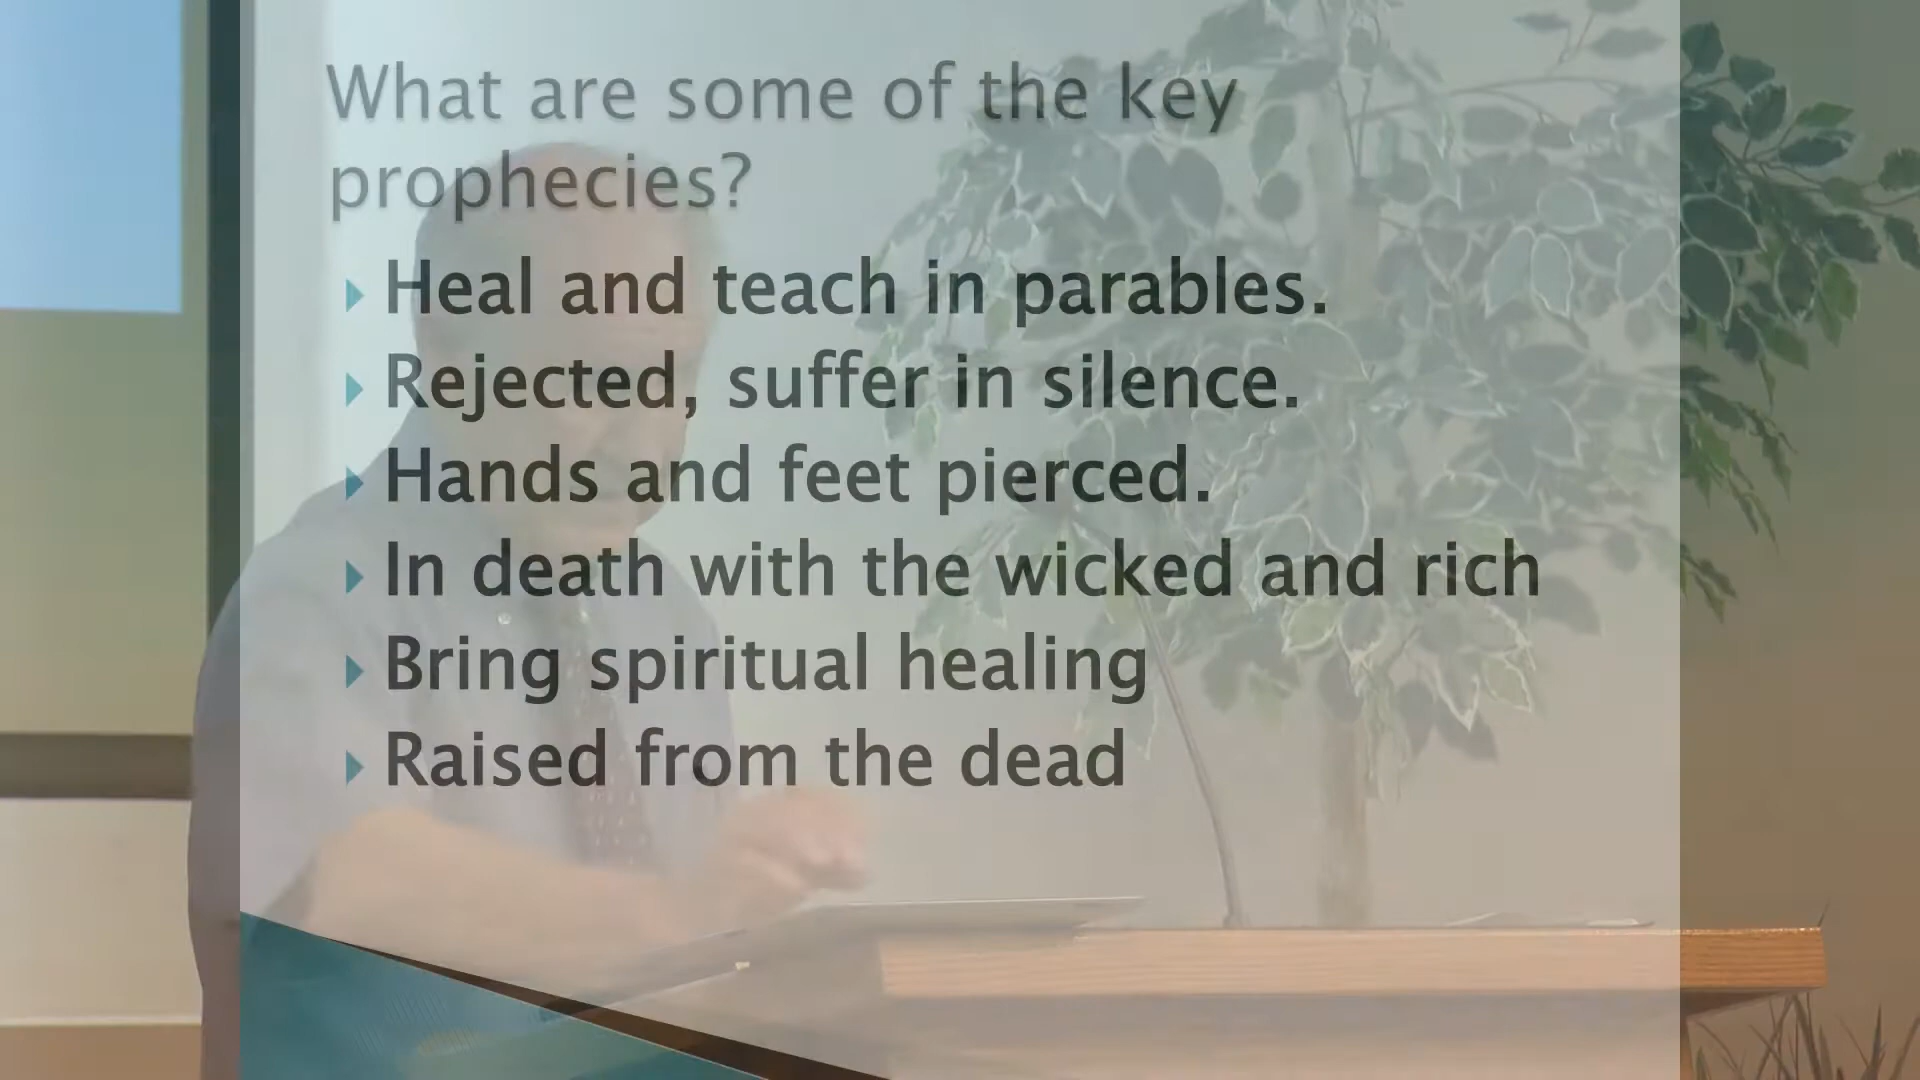 What are some of the key
prophecies?
Heal and teach in parables.
Rejected, suffer in silence.
Hands and feet pierced.
In death with the wicked and rich
Bring spiritual healing
Raised from the dead